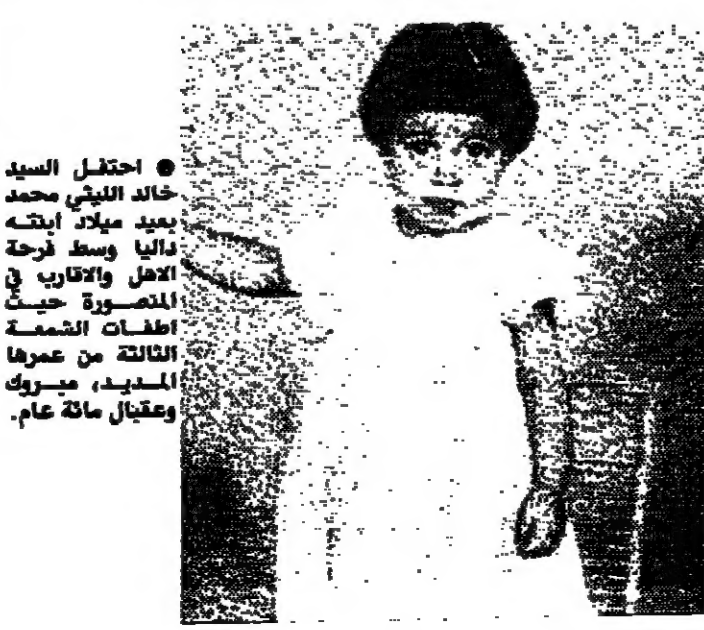 ● احتفل السيد
خالد الليثي محمد
بعيد ميلاد ابنته
داليا وسط فرحة
الاهل والاقارب في
المنصورة حيث
اطفات الشمعة
الثالثة من عمرها
المديد، مبروك
وعقبال مائة عام.